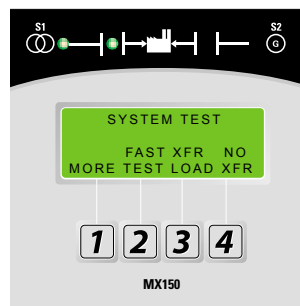 S1
S2
G
SYSTEM TEST
FAST XFR NO
MORE TEST LOAD XFR
1 2 3 4
MX150